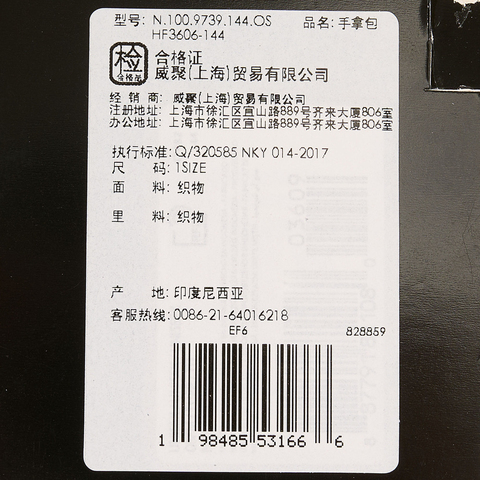 型号: N.100.9739.144.OS 品名: 手拿包
HF3606-144
检 合格证
合格品 威聚(上海)贸易有限公司
经 销 商: 威聚(上海)贸易有限公司
注册地址: 上海市徐汇区宜山路889号齐来大厦806室
办公地址: 上海市徐汇区宜山路889号齐来大厦806室
执行标准: Q/320585 NKY 014-2017
尺 码: 1SIZE
面 料: 织物
里 料: 织物
产 地: 印度尼西亚
客服热线: 0086-21-64016218
EF6 828859
1 98485 53166 6